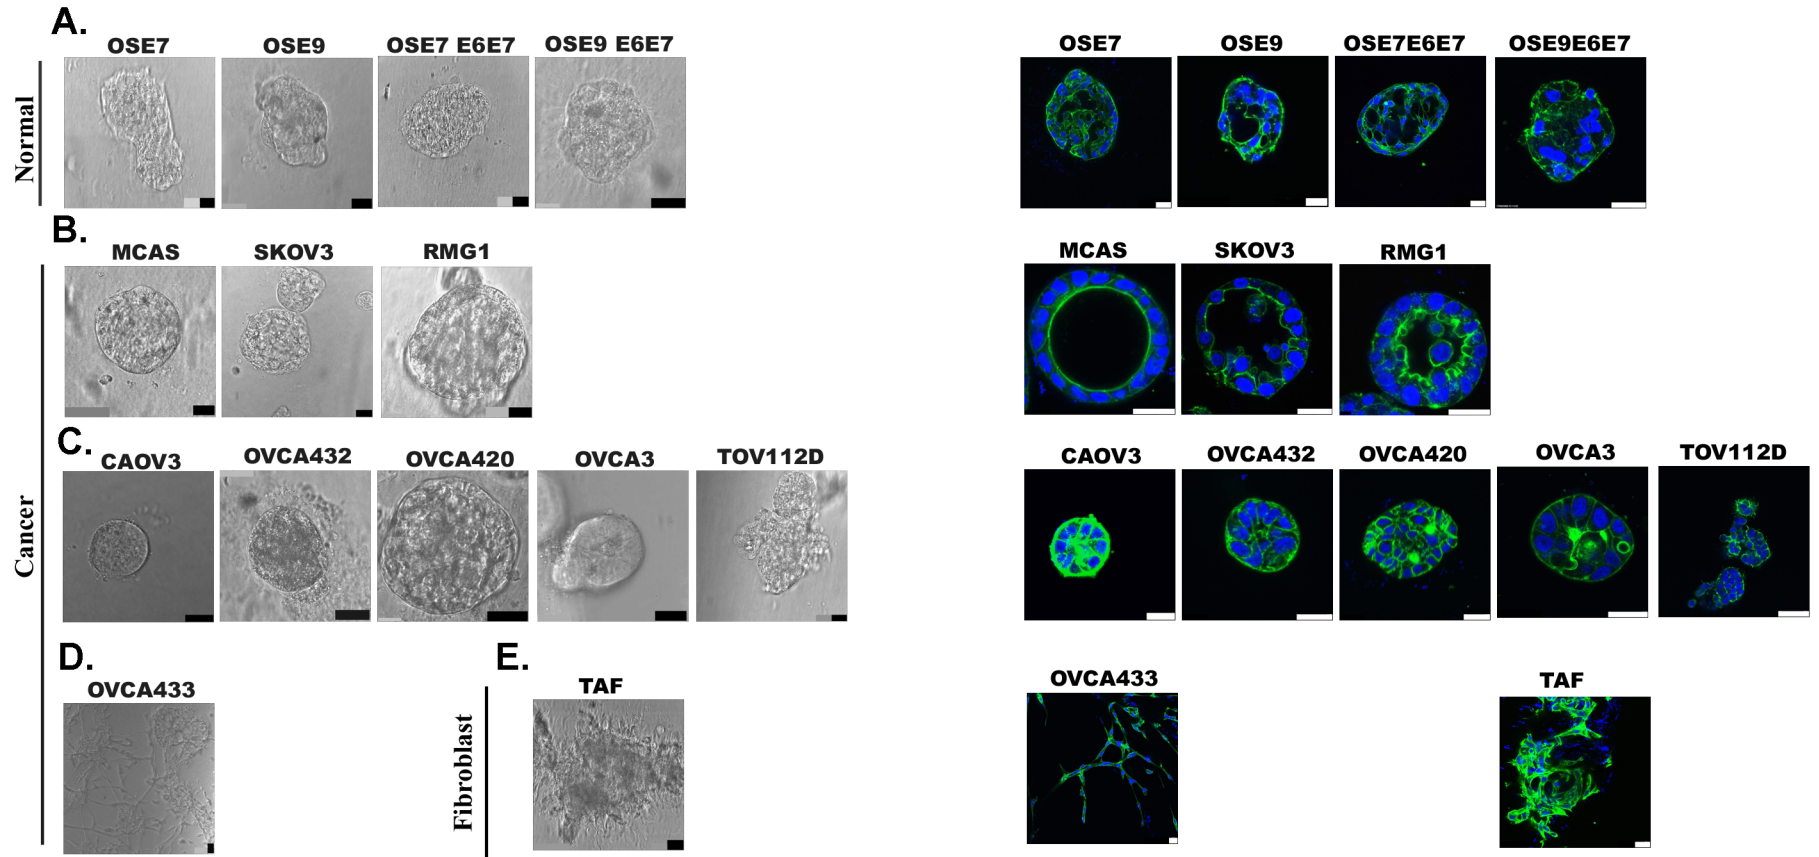 A.
OSE7 OSE9 OSE7 E6E7 OSE9 E6E7
OSE7 OSE9 OSE7E6E7 OSE9E6E7
Normal
B.
MCAS SKOV3 RMG1
MCAS SKOV3 RMG1
Cancer
C.
CAOV3 OVCA432 OVCA420 OVCA3 TOV112D
CAOV3 OVCA432 OVCA420 OVCA3 TOV112D
D.
OVCA433
E.
TAF
Fibroblast
OVCA433
TAF